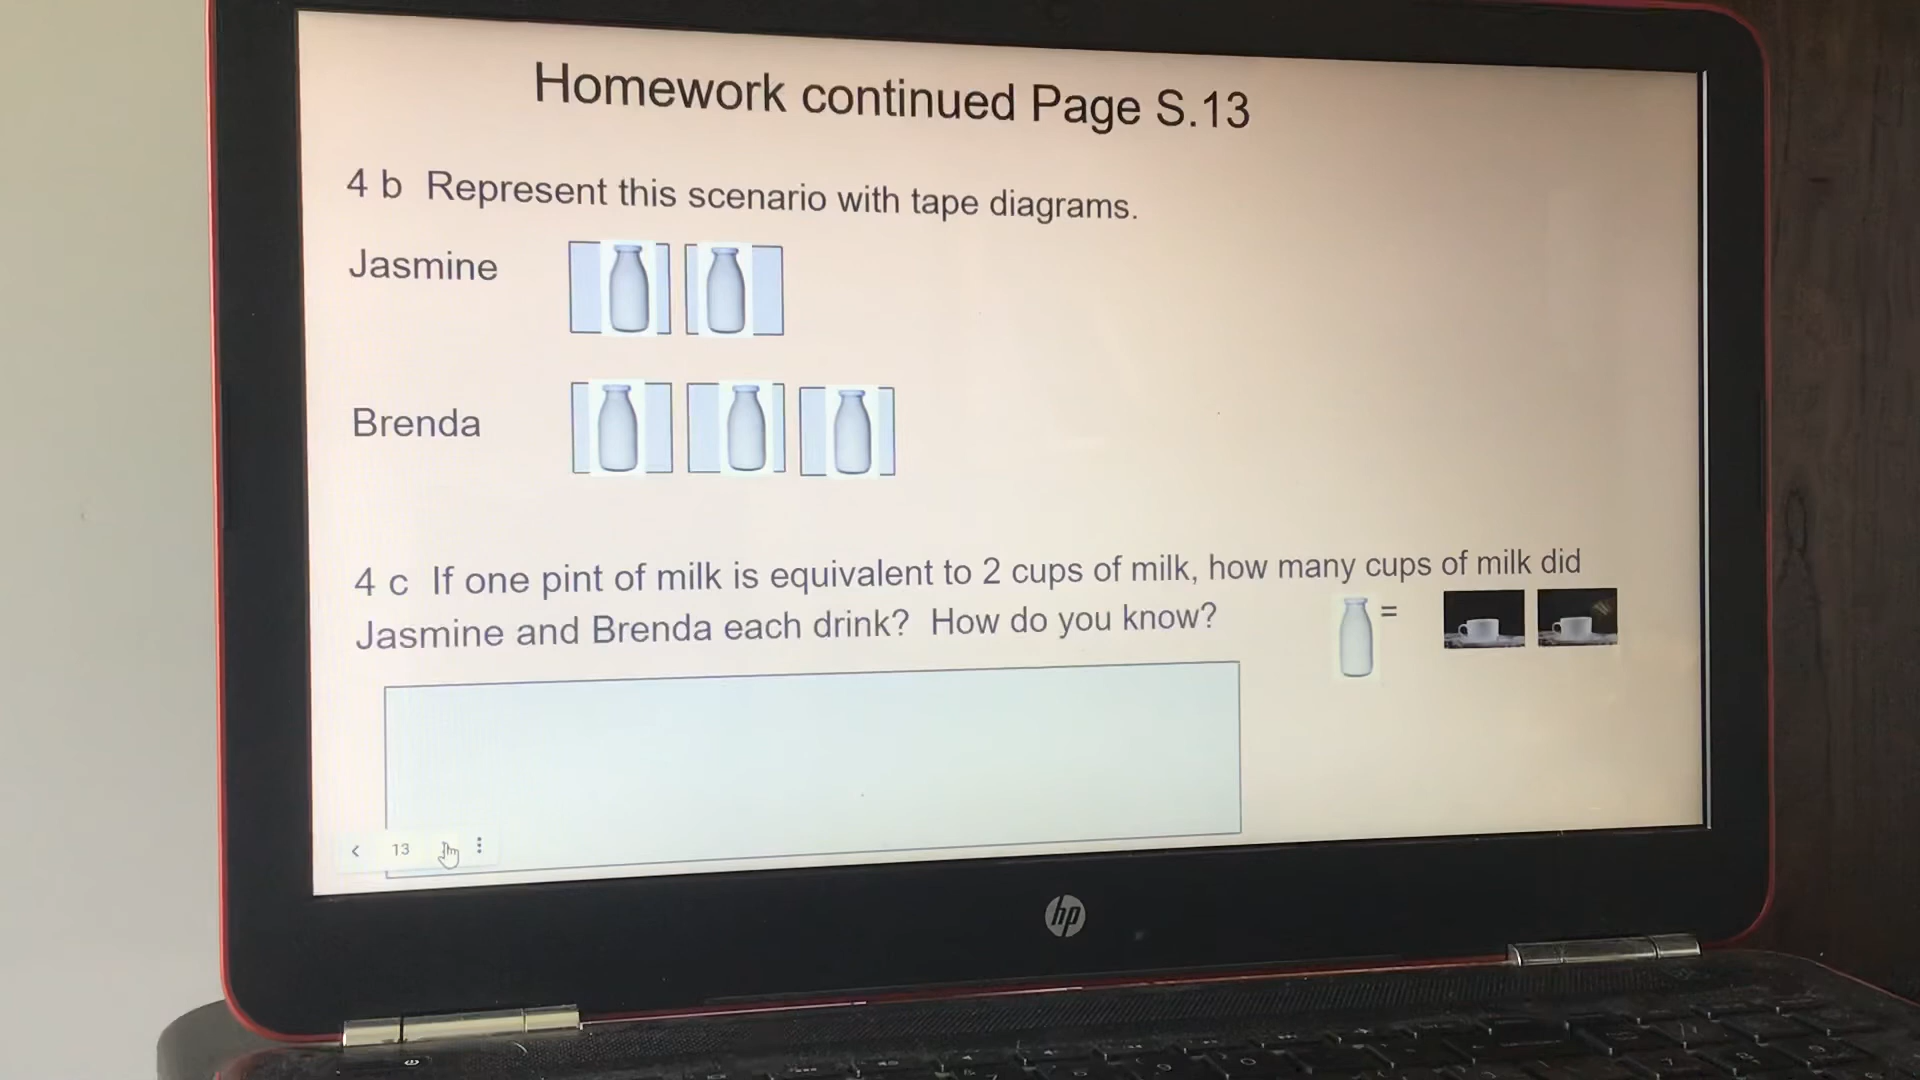 Homework continued Page S.13
4 b Represent this scenario with tape diagrams.
Jasmine
Brenda
4 c If one pint of milk is equivalent to 2 cups of milk, how many cups of milk did
Jasmine and Brenda each drink? How do you know?
=
< 13
hp